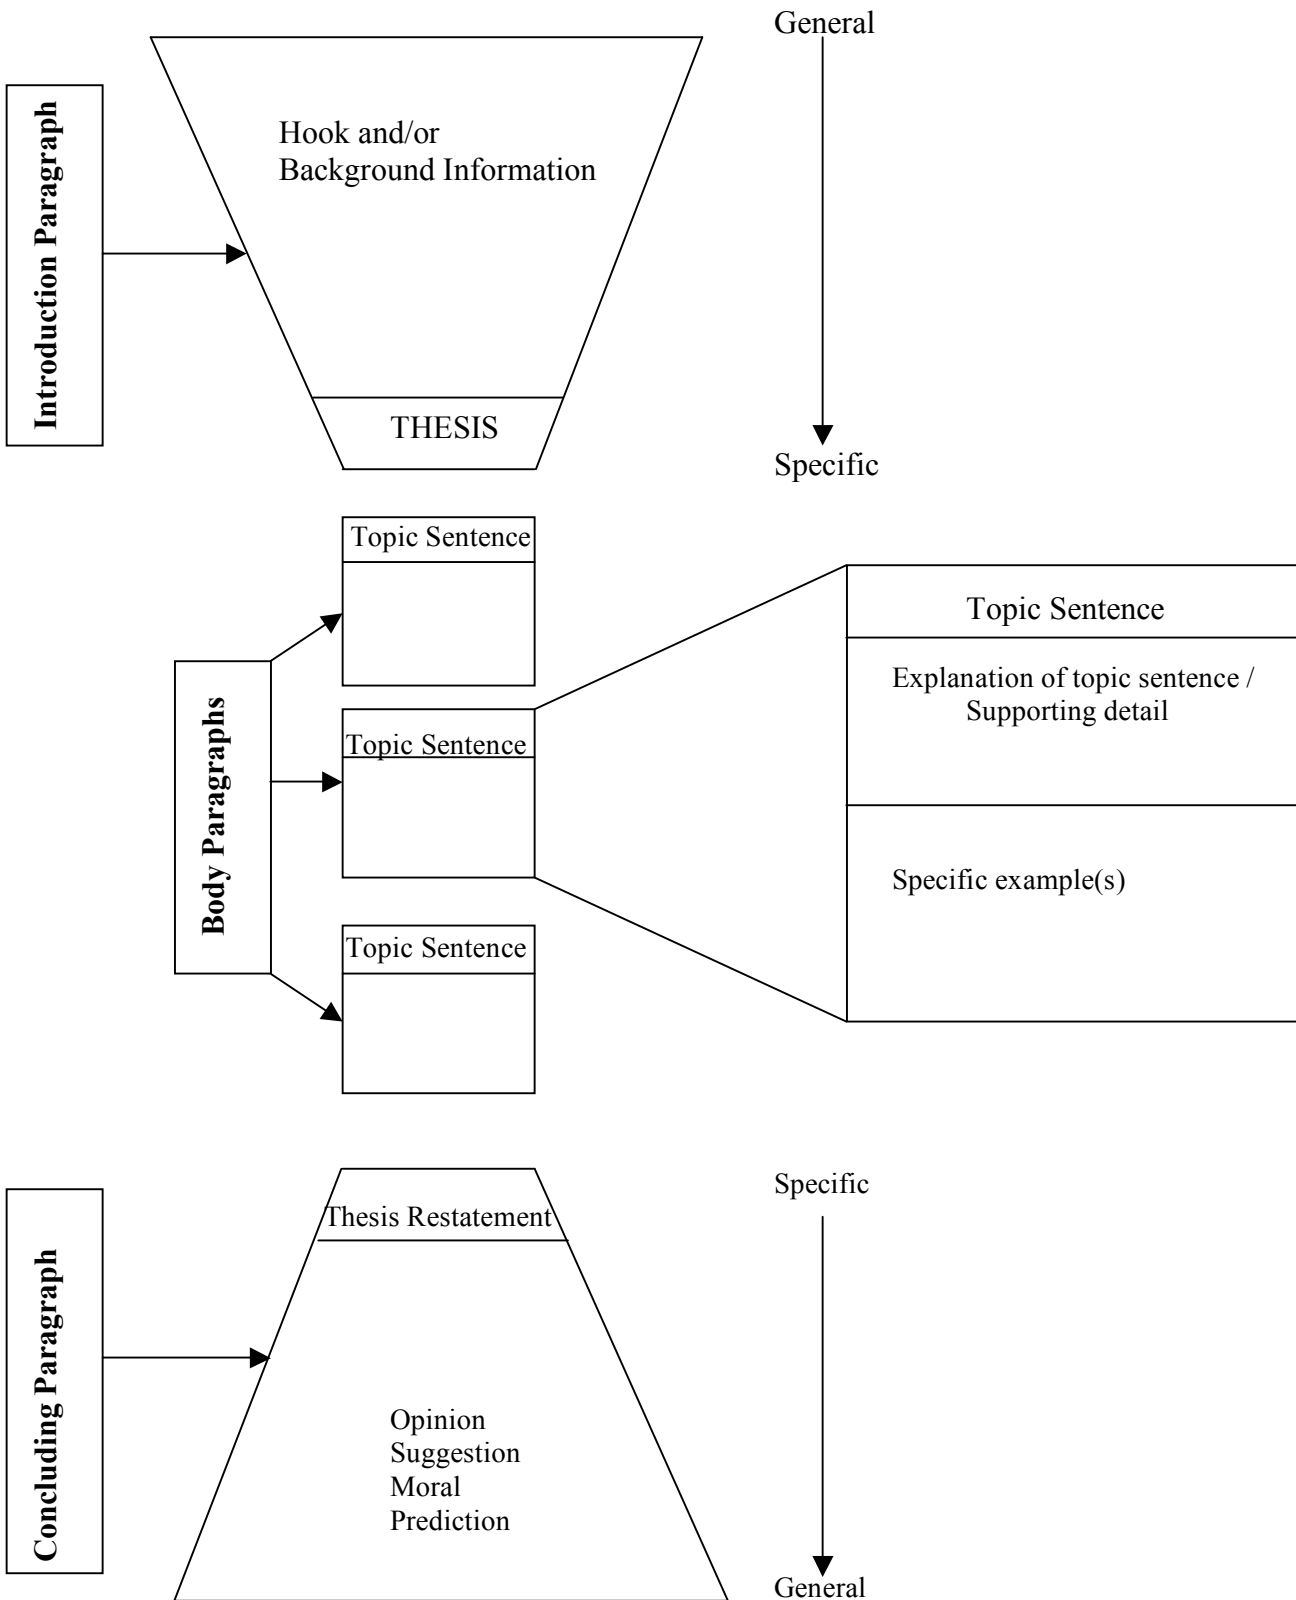 General
Introduction Paragraph
Hook and/or
Background Information
THESIS
Specific
Topic Sentence
Body Paragraphs
Topic Sentence
Topic Sentence
Topic Sentence
Explanation of topic sentence /
Supporting detail
Specific example(s)
Concluding Paragraph
Thesis Restatement
Specific
Opinion
Suggestion
Moral
Prediction
General